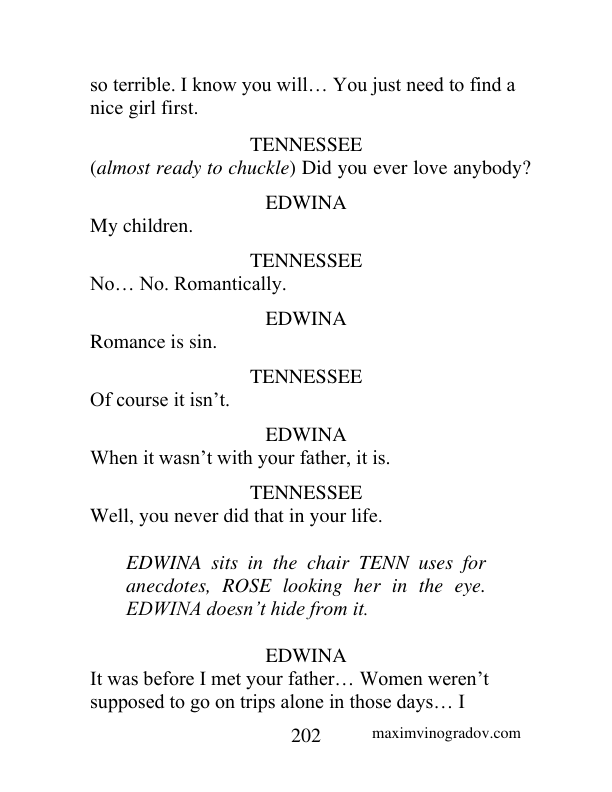 so terrible. I know you will… You just need to find a
nice girl first.
TENNESSEE
(almost ready to chuckle) Did you ever love anybody?
EDWINA
My children.
TENNESSEE
No… No. Romantically.
EDWINA
Romance is sin.
TENNESSEE
Of course it isn’t.
EDWINA
When it wasn’t with your father, it is.
TENNESSEE
Well, you never did that in your life.
EDWINA sits in the chair TENN uses for
anecdotes, ROSE looking her in the eye.
EDWINA doesn’t hide from it.
EDWINA
It was before I met your father… Women weren’t
supposed to go on trips alone in those days… I
202 maximvinogradov.com